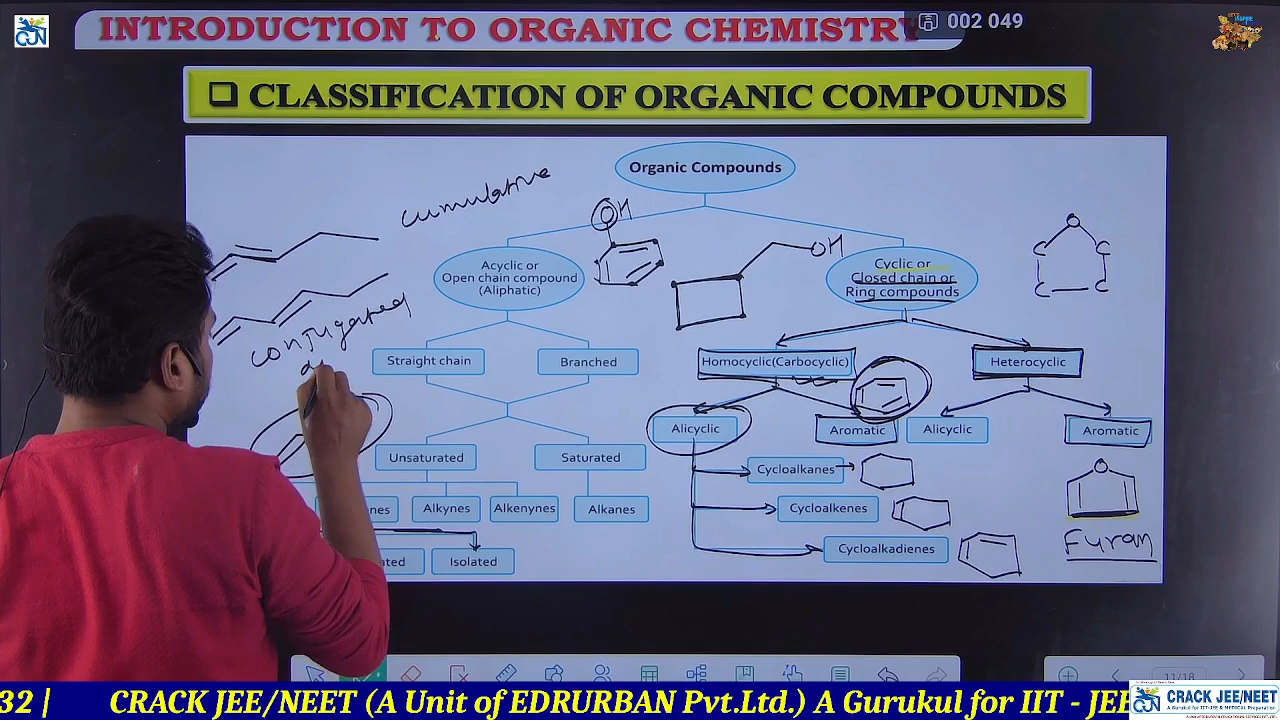 INTRODUCTION TO ORGANIC CHEMISTRY
002 049
CLASSIFICATION OF ORGANIC COMPOUNDS
Organic Compounds
cumulative
OH
OH
Acyclic or
Open chain compound
(Aliphatic)
Cyclic or
Closed chain or
Ring compounds
C C
C C
conjugated
Straight chain
Branched
Homocyclic(Carbocyclic)
Heterocyclic
Alicyclic
Aromatic
Alicyclic
Aromatic
Unsaturated
Saturated
Cycloalkanes
Alkynes
Alkenynes
Alkanes
Cycloalkenes
Isolated
Cycloalkadienes
Furan
11/18
32 | CRACK JEE/NEET (A Unit of EDRURBAN Pvt.Ltd.) A Gurukul for IIT - JEE
CRACK JEE/NEET